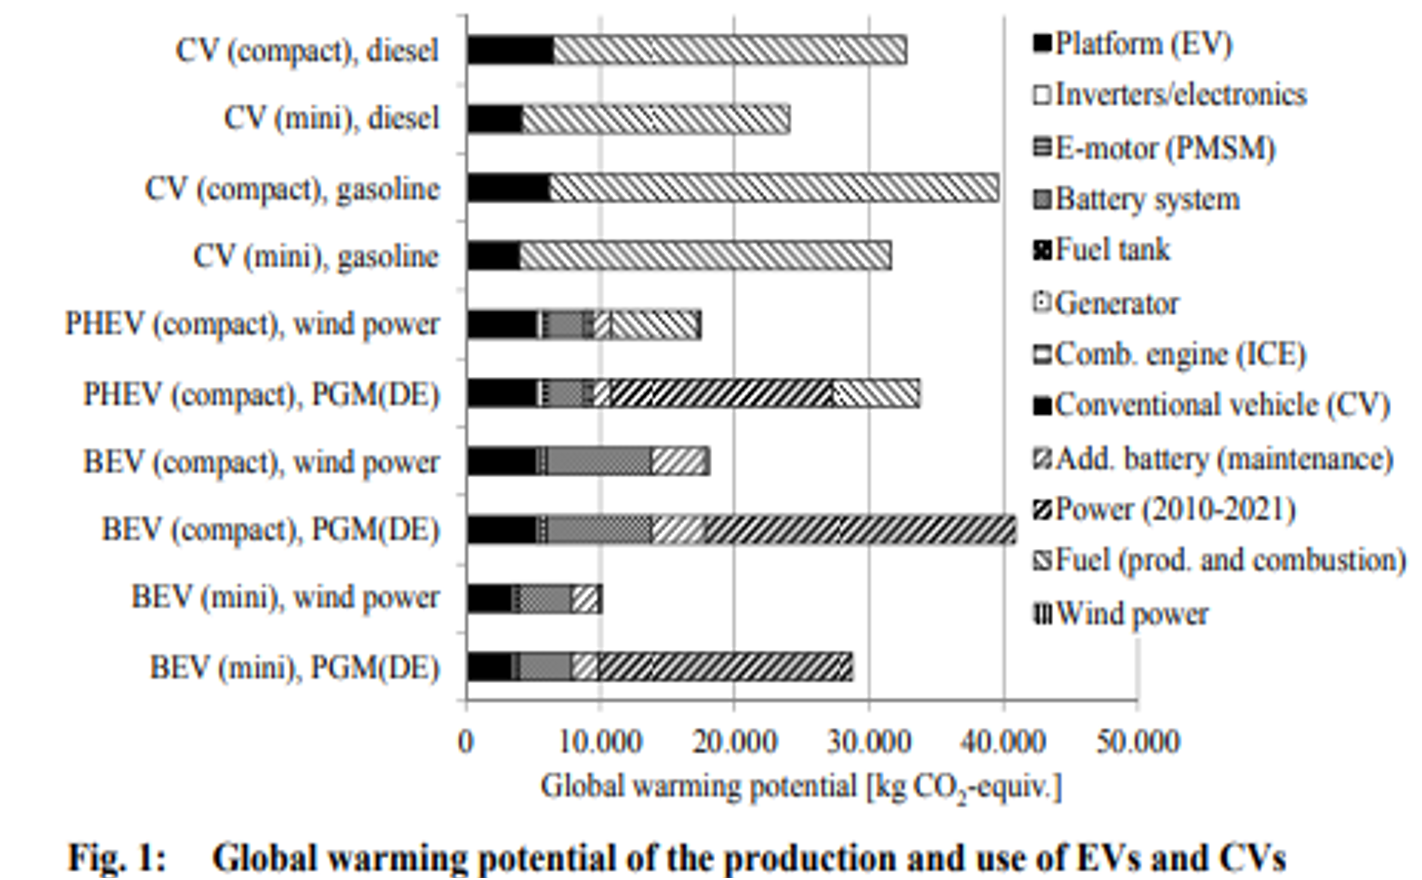 CV (compact), diesel
CV (mini), diesel
CV (compact), gasoline
CV (mini), gasoline
PHEV (compact), wind power
PHEV (compact), PGM(DE)
BEV (compact), wind power
BEV (compact), PGM(DE)
BEV (mini), wind power
BEV (mini), PGM(DE)
0 10.000 20.000 30.000 40.000 50.000
Global warming potential [kg CO₂-equiv.]
Platform (EV)
Inverters/electronics
E-motor (PMSM)
Battery system
Fuel tank
Generator
Comb. engine (ICE)
Conventional vehicle (CV)
Add. battery (maintenance)
Power (2010-2021)
Fuel (prod. and combustion)
Wind power
Fig. 1: Global warming potential of the production and use of EVs and CVs